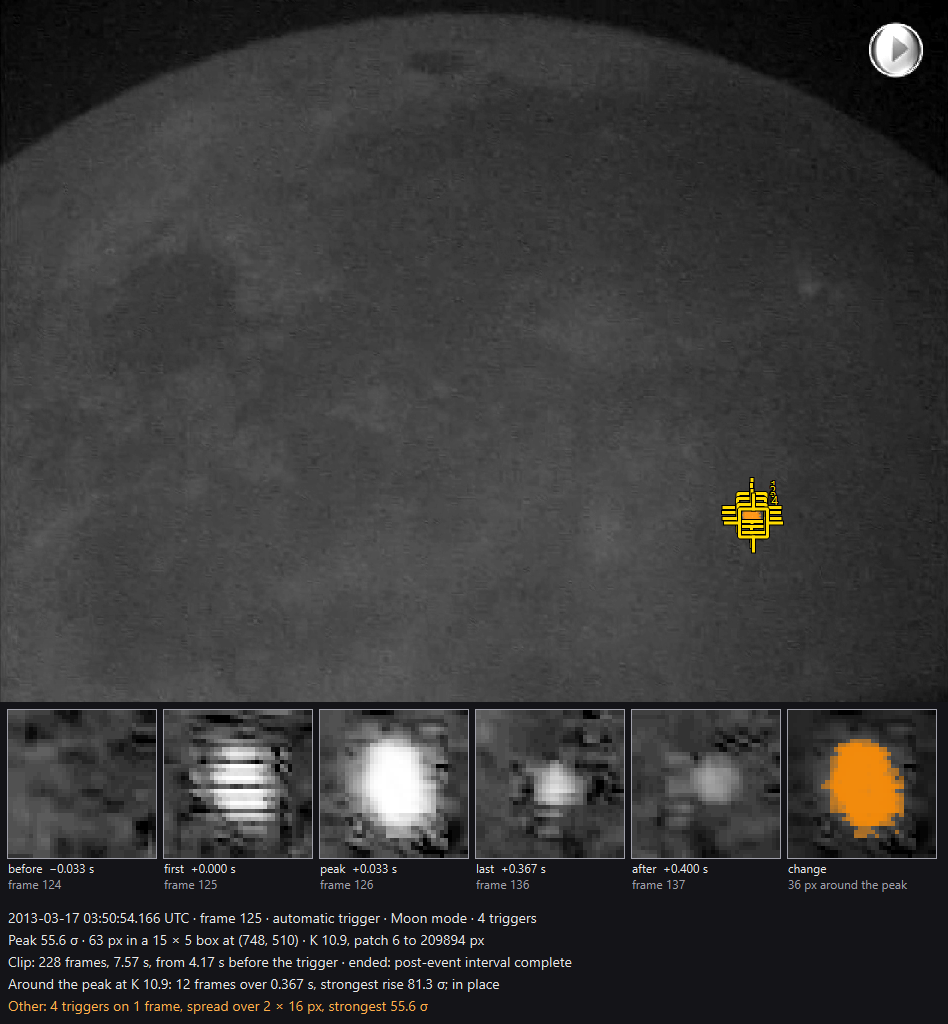 1
2
4
before −0.033 s
frame 124
first +0.000 s
frame 125
peak +0.033 s
frame 126
last +0.367 s
frame 136
after +0.400 s
frame 137
change
36 px around the peak
2013-03-17 03:50:54.166 UTC · frame 125 · automatic trigger · Moon mode · 4 triggers
Peak 55.6 σ · 63 px in a 15 × 5 box at (748, 510) · K 10.9, patch 6 to 209894 px
Clip: 228 frames, 7.57 s, from 4.17 s before the trigger · ended: post-event interval complete
Around the peak at K 10.9: 12 frames over 0.367 s, strongest rise 81.3 σ; in place
Other: 4 triggers on 1 frame, spread over 2 × 16 px, strongest 55.6 σ